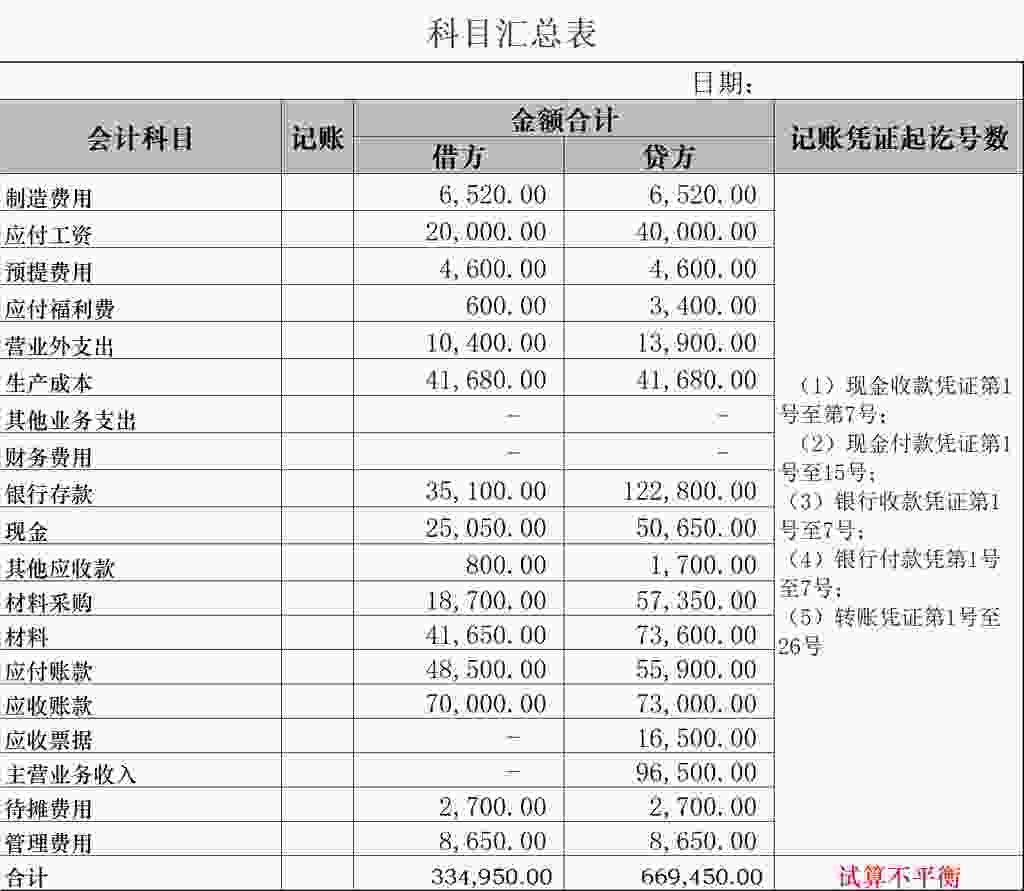 科目汇总表
日期：
会计科目 记账 金额合计 记账凭证起讫号数
借方 贷方
制造费用 6,520.00 6,520.00
应付工资 20,000.00 40,000.00
预提费用 4,600.00 4,600.00
应付福利费 600.00 3,400.00
营业外支出 10,400.00 13,900.00
生产成本 41,680.00 41,680.00
其他业务支出 - -
财务费用 - -
银行存款 35,100.00 122,800.00
现金 25,050.00 50,650.00
其他应收款 800.00 1,700.00
材料采购 18,700.00 57,350.00
材料 41,650.00 73,600.00
应付账款 48,500.00 55,900.00
应收账款 70,000.00 73,000.00
应收票据 - 16,500.00
主营业务收入 - 96,500.00
待摊费用 2,700.00 2,700.00
管理费用 8,650.00 8,650.00
（1）现金收款凭证第1
号至第7号；
（2）现金付款凭证第1
号至15号；
（3）银行收款凭证第1
号至7号；
（4）银行付款凭第1号
至7号；
（5）转账凭证第1号至
26号
合计 334,950.00 669,450.00 试算不平衡